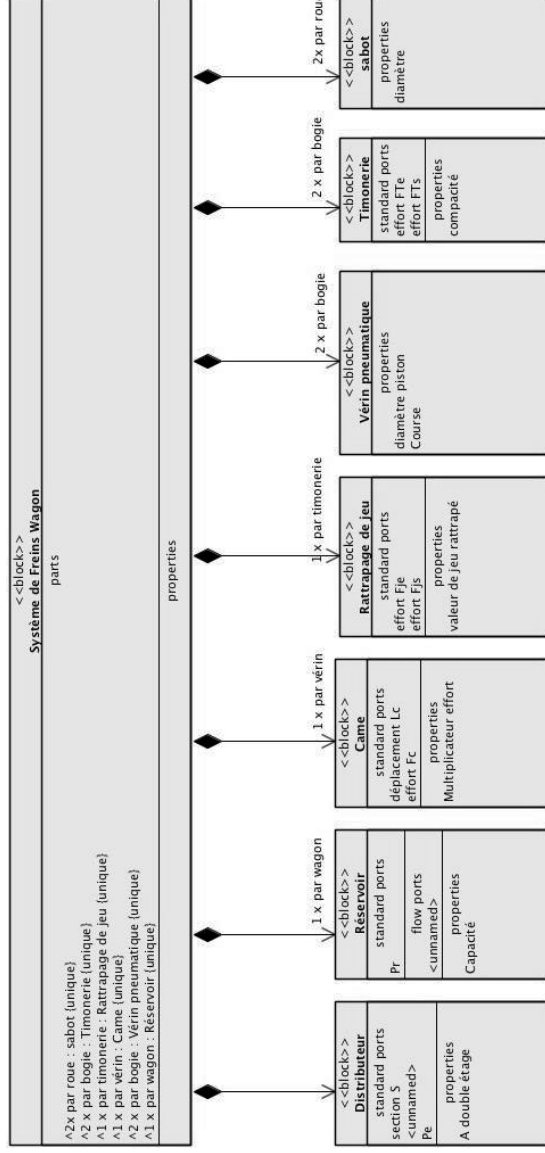 <<block>>
Système de Freins Wagon
parts
^2x par roue : sabot {unique}
^2 x par bogie : Timonerie {unique}
^1 x par timonerie : Rattrapage de jeu {unique}
^1 x par vérin : Came {unique}
^2 x par bogie : Vérin pneumatique {unique}
^1 x par wagon : Réservoir {unique}
properties
<<block>>
Distributeur
standard ports
section S
<unnamed>
Pe
properties
A double étage
1 x par wagon
<<block>>
Réservoir
standard ports
Pr
flow ports
<unnamed>
properties
Capacité
1 x par vérin
<<block>>
Came
standard ports
déplacement Lc
effort Fc
properties
Multiplicateur effort
1 x par timonerie
<<block>>
Rattrapage de jeu
standard ports
effort Fje
effort Fjs
properties
valeur de jeu rattrapé
2 x par bogie
<<block>>
Vérin pneumatique
properties
diamètre piston
Course
2 x par bogie
<<block>>
Timonerie
standard ports
effort FTe
effort FTs
properties
compacité
2x par roue
<<block>>
sabot
properties
diamètre